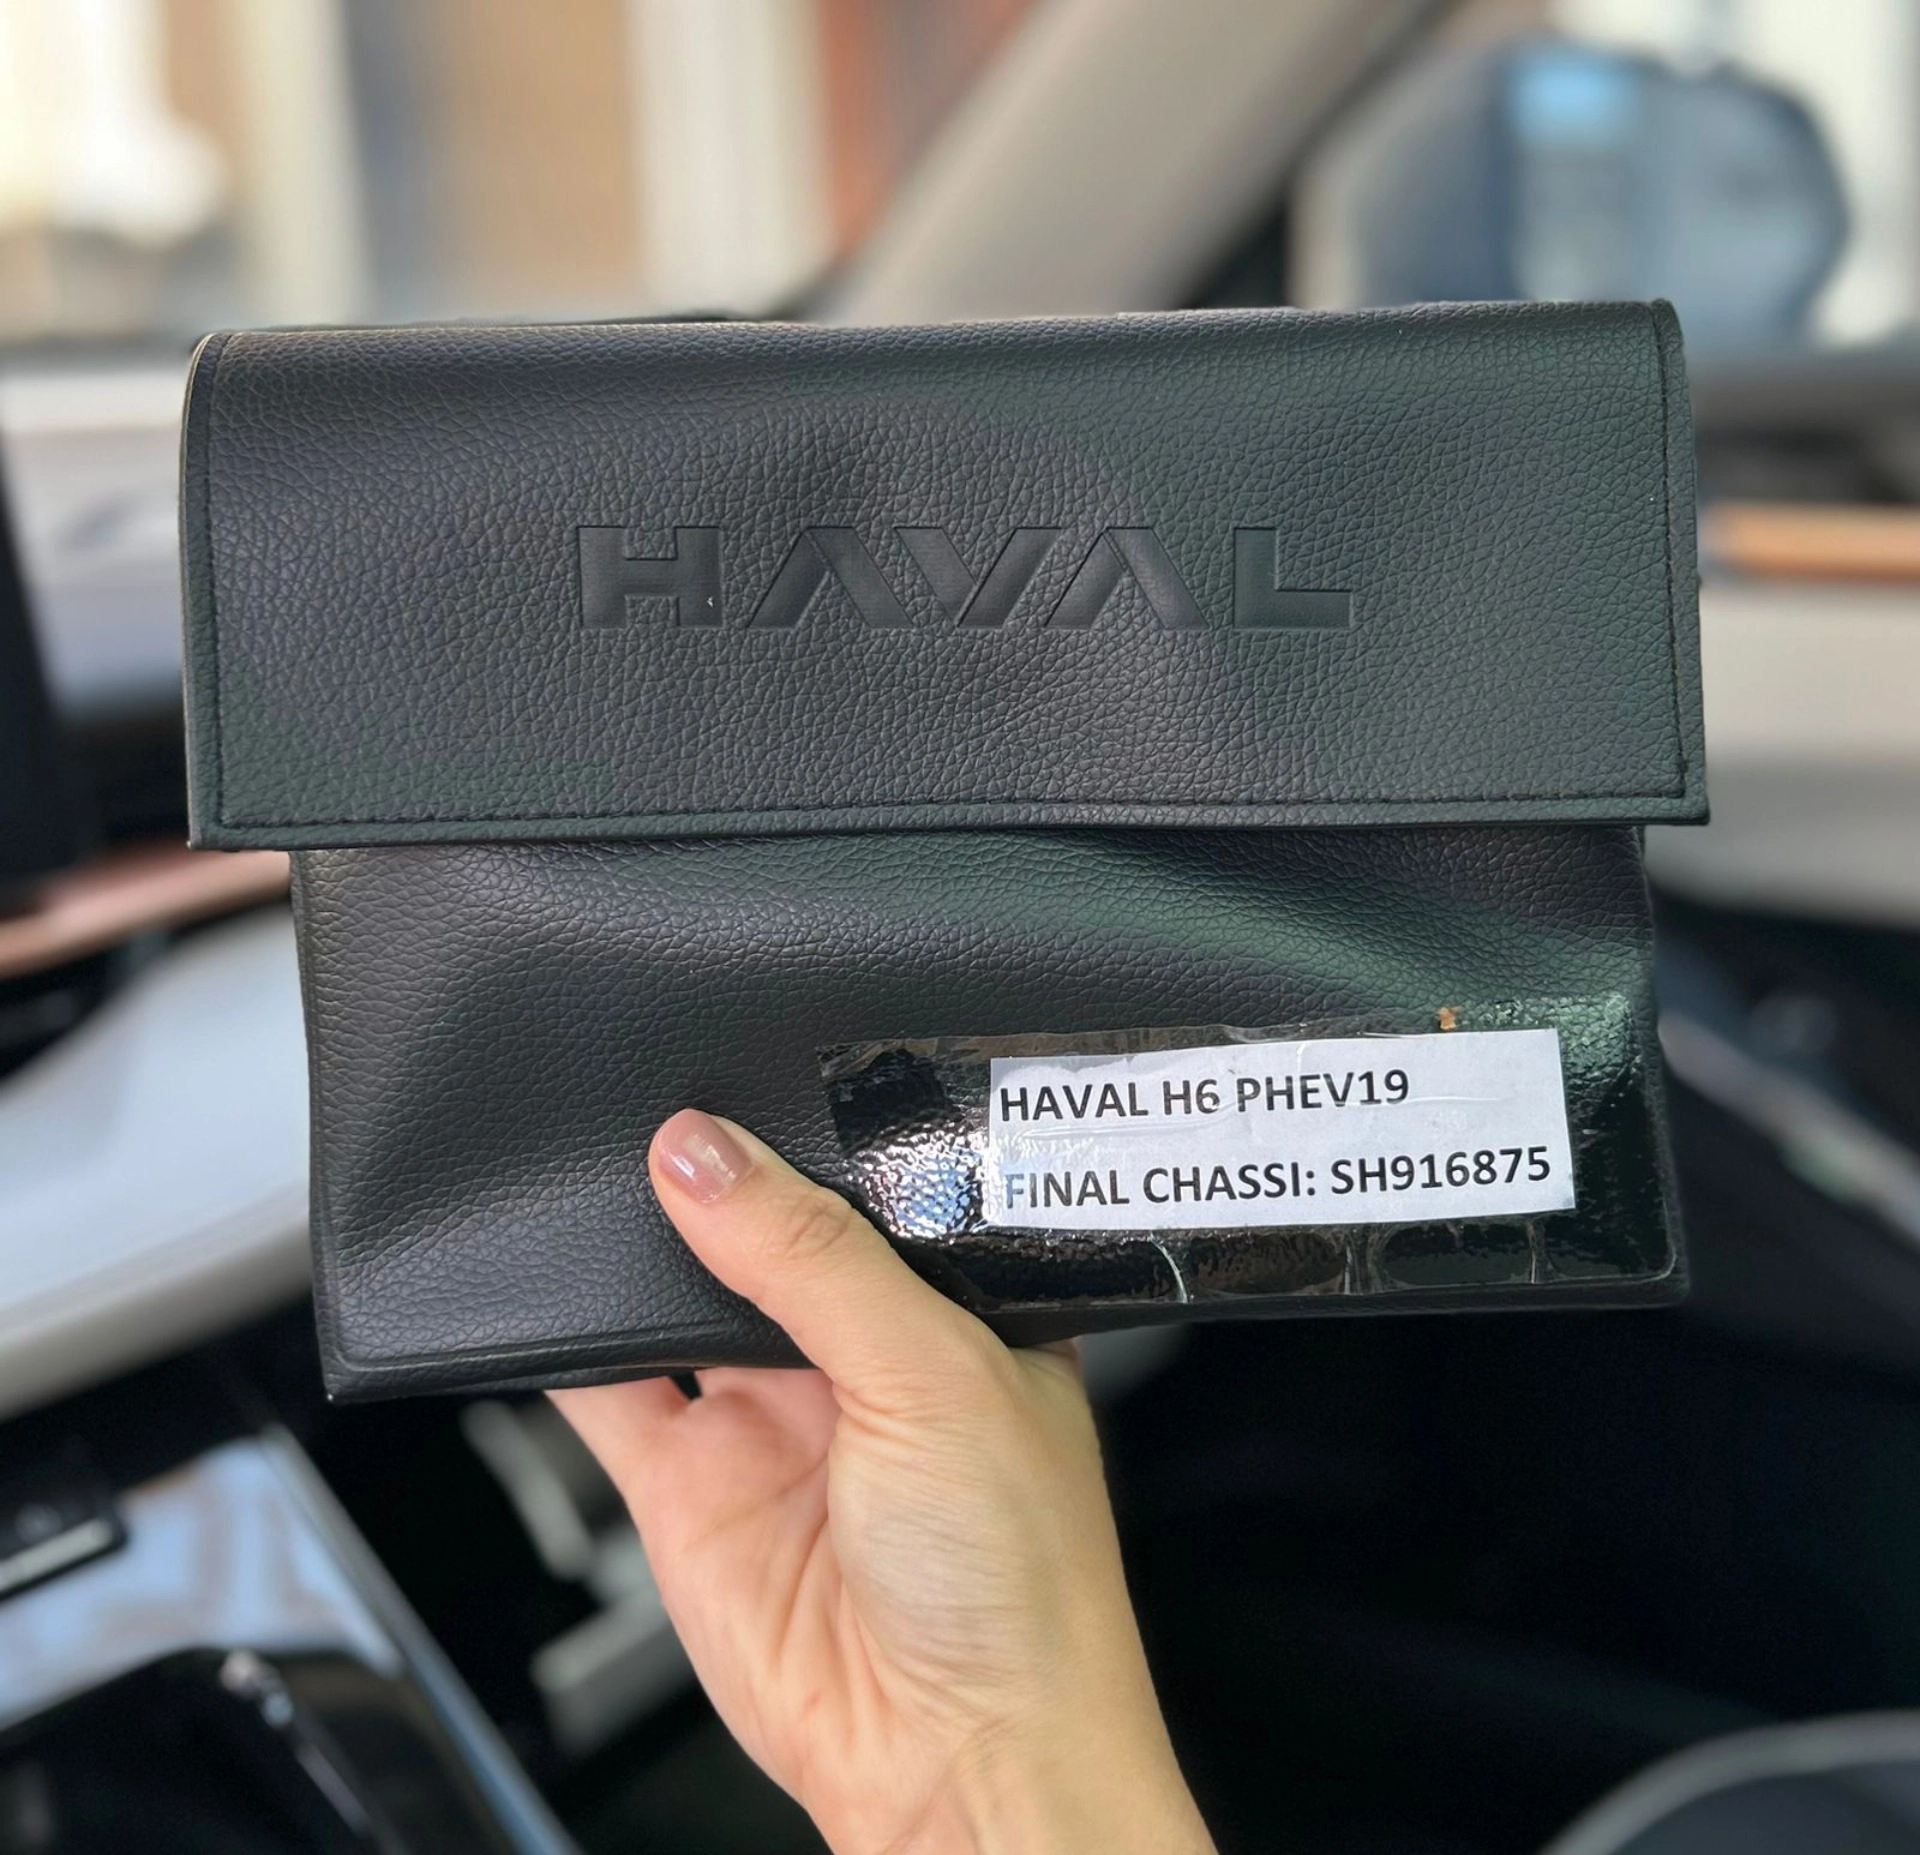 HAVAL
HAVAL H6 PHEV19
FINAL CHASSI: SH916875